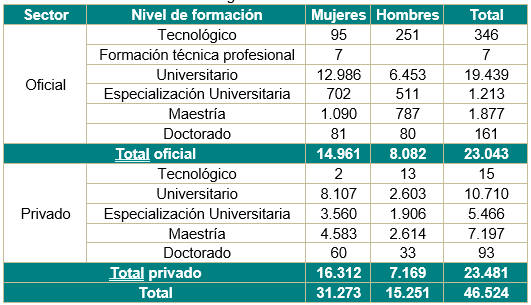 Sector Nivel de formación Mujeres Hombres Total
Tecnológico 95 251 346
Formación técnica profesional 7 7
Universitario 12.986 6.453 19.439
Oficial Especialización Universitaria 702 511 1.213
Maestría 1.090 787 1.877
Doctorado 81 80 161
Total oficial 14.961 8.082 23.043
Tecnológico 2 13 15
Universitario 8.107 2.603 10.710
Privado Especialización Universitaria 3.560 1.906 5.466
Maestría 4.583 2.614 7.197
Doctorado 60 33 93
Total privado 16.312 7.169 23.481
Total 31.273 15.251 46.524